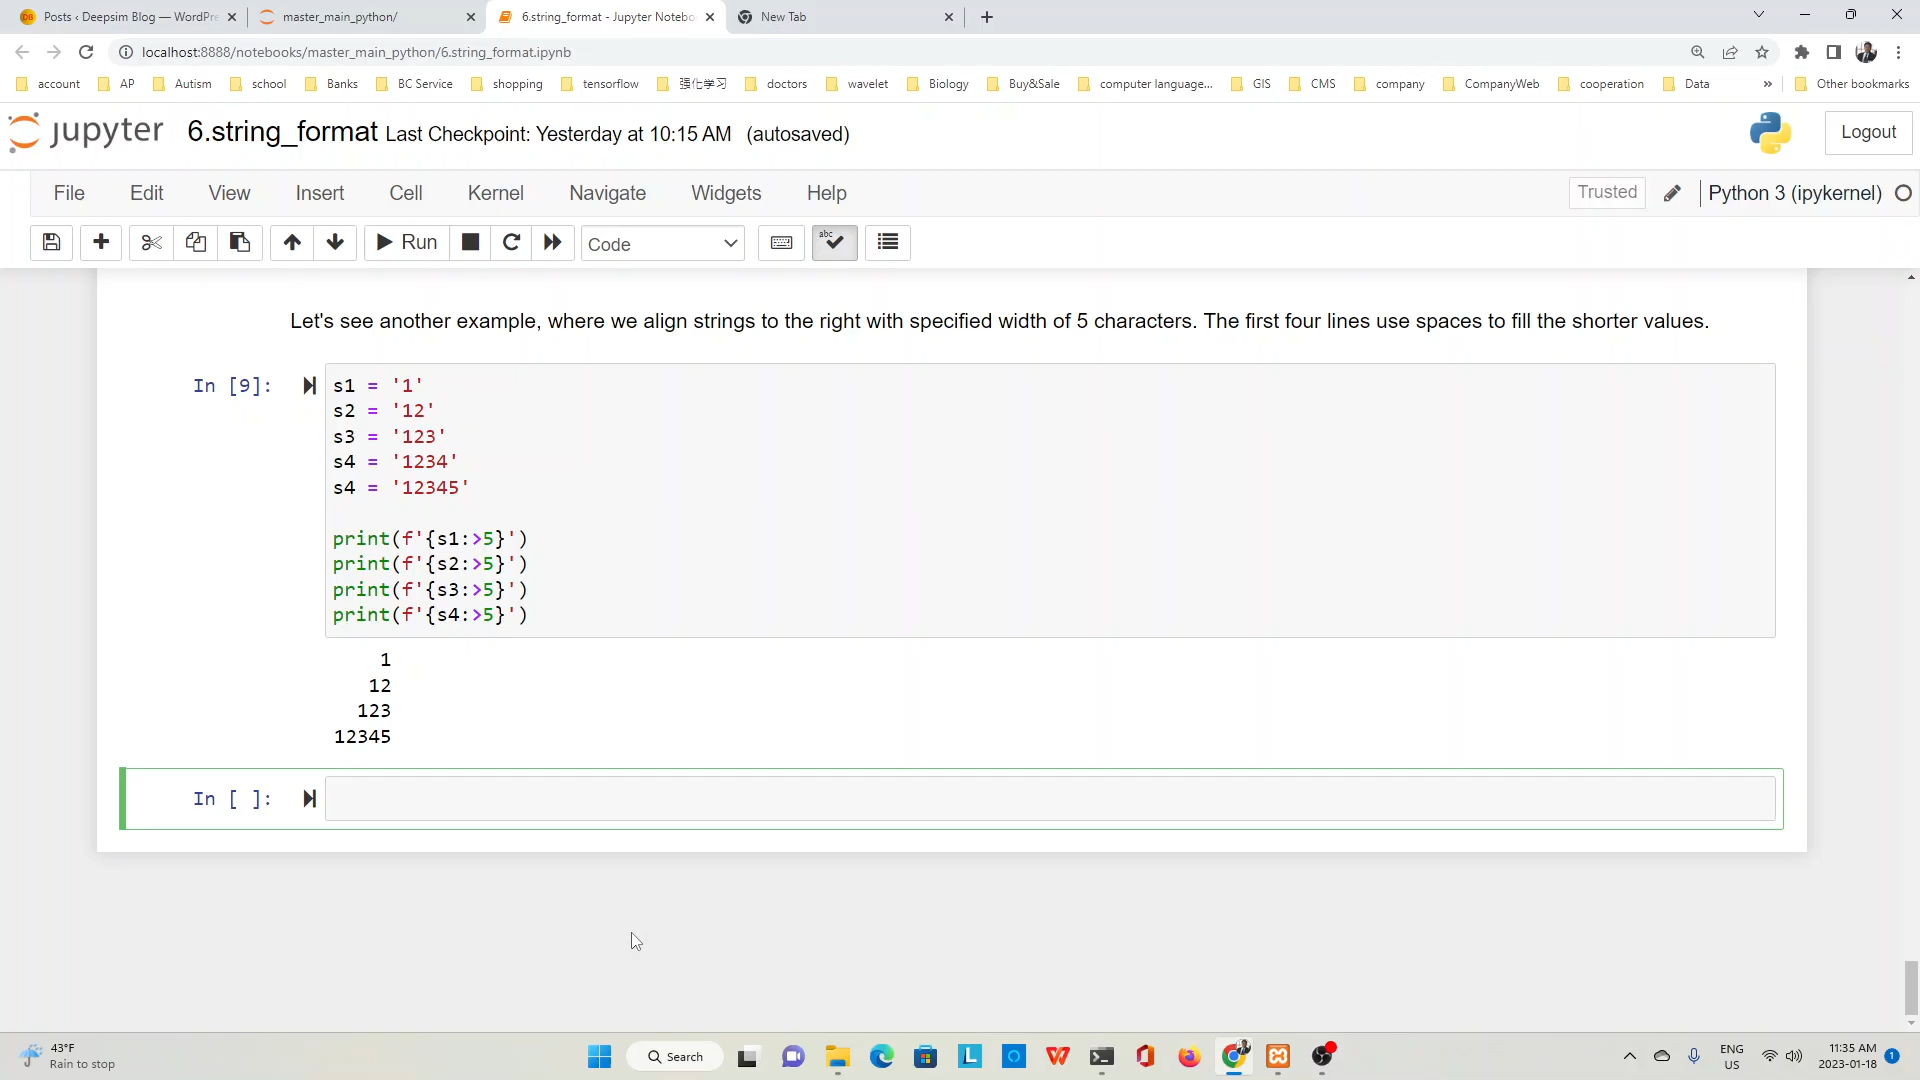 Posts ‹ Deepsim Blog — WordPre
master_main_python/
6.string_format - Jupyter Notebo
New Tab
localhost:8888/notebooks/master_main_python/6.string_format.ipynb
account AP Autism school Banks BC Service shopping tensorflow 强化学习 doctors wavelet Biology Buy&Sale computer language... GIS CMS company CompanyWeb cooperation Data » Other bookmarks
jupyter 6.string_format Last Checkpoint: Yesterday at 10:15 AM (autosaved)
Logout
File Edit View Insert Cell Kernel Navigate Widgets Help
Trusted
Python 3 (ipykernel)
Run
Code
abc
Let's see another example, where we align strings to the right with specified width of 5 characters. The first four lines use spaces to fill the shorter values.
In [9]:
s1 = '1'
s2 = '12'
s3 = '123'
s4 = '1234'
s4 = '12345'
print(f'{s1:>5}')
print(f'{s2:>5}')
print(f'{s3:>5}')
print(f'{s4:>5}')
1
12
123
12345
In [ ]:
43°F
Rain to stop
Search
ENG
US
11:35 AM
2023-01-18
1